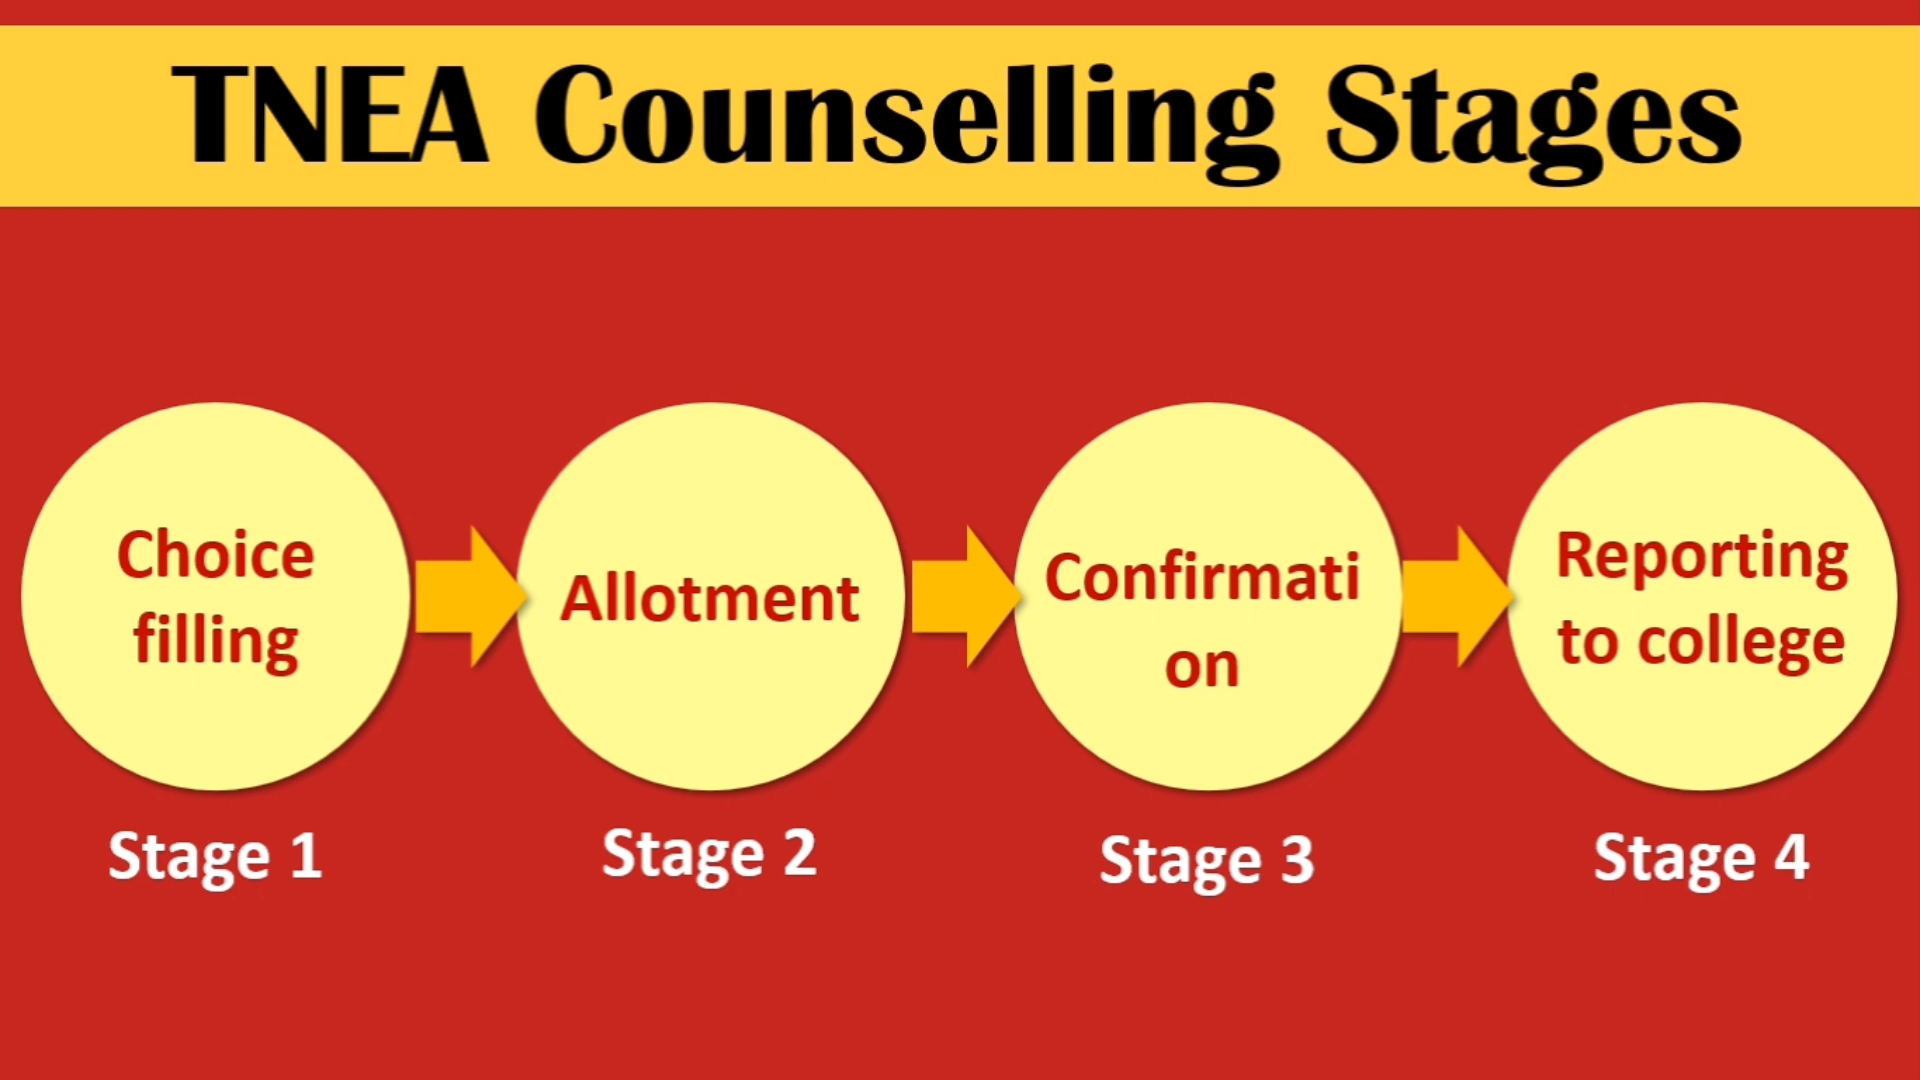 TNEA Counselling Stages
Choice
filling
Stage 1
Allotment
Stage 2
Confirmati
on
Stage 3
Reporting
to college
Stage 4